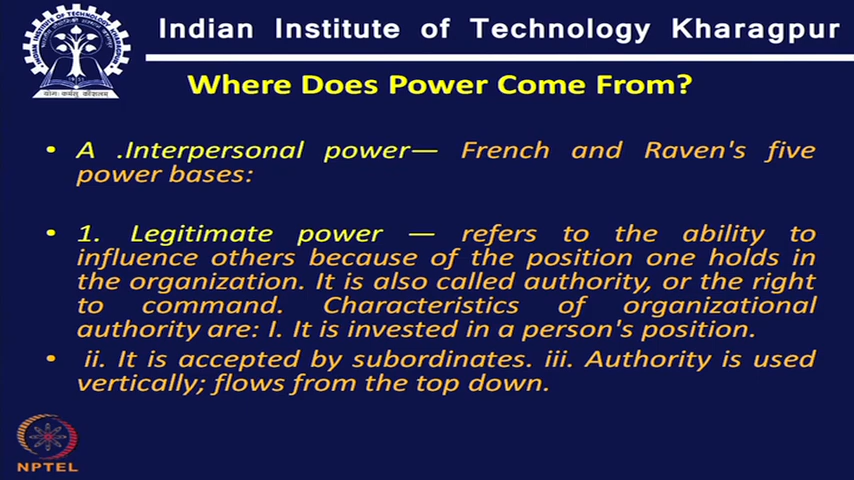 Indian Institute of Technology Kharagpur
Where Does Power Come From?
• A .Interpersonal power— French and Raven's five
power bases:
• 1. Legitimate power — refers to the ability to
influence others because of the position one holds in
the organization. It is also called authority, or the right
to command. Characteristics of organizational
authority are: I. It is invested in a person's position.
• ii. It is accepted by subordinates. iii. Authority is used
vertically; flows from the top down.
योगः कर्मसु कौशलम्
NPTEL